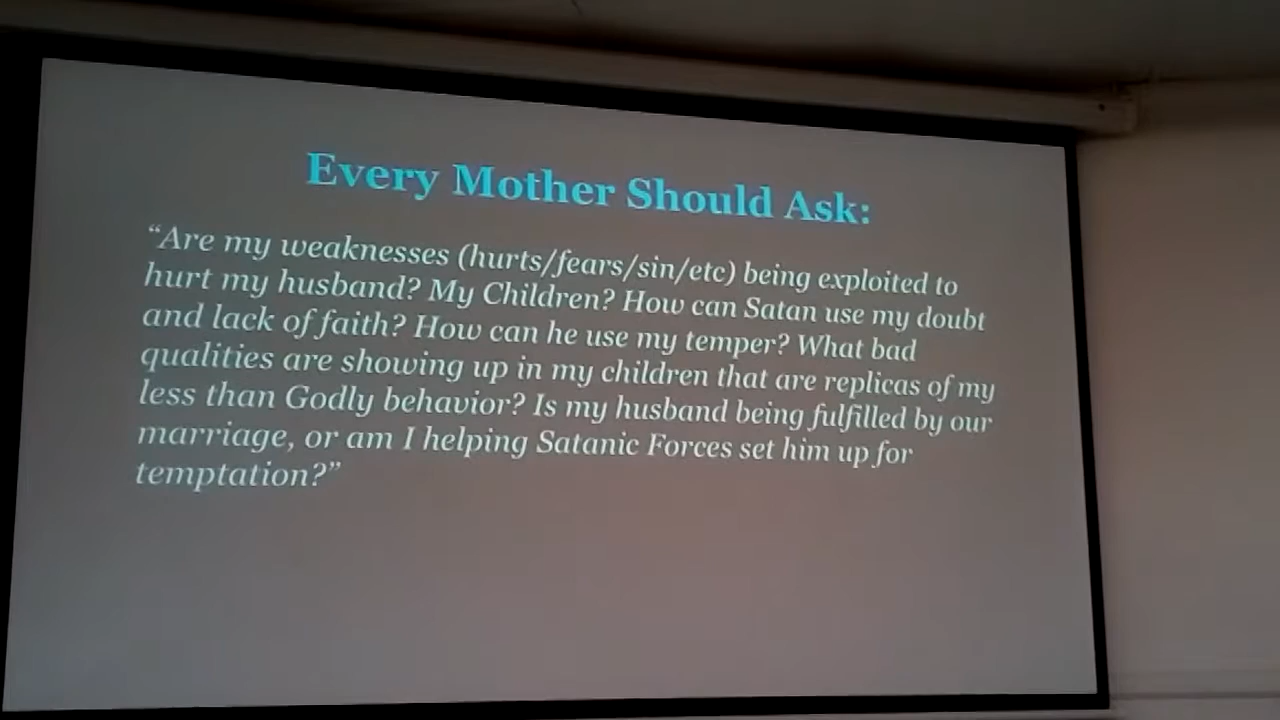 Every Mother Should Ask:
“Are my weaknesses (hurts/fears/sin/etc) being exploited to
hurt my husband? My Children? How can Satan use my doubt
and lack of faith? How can he use my temper? What bad
qualities are showing up in my children that are replicas of my
less than Godly behavior? Is my husband being fulfilled by our
marriage, or am I helping Satanic Forces set him up for
temptation?”